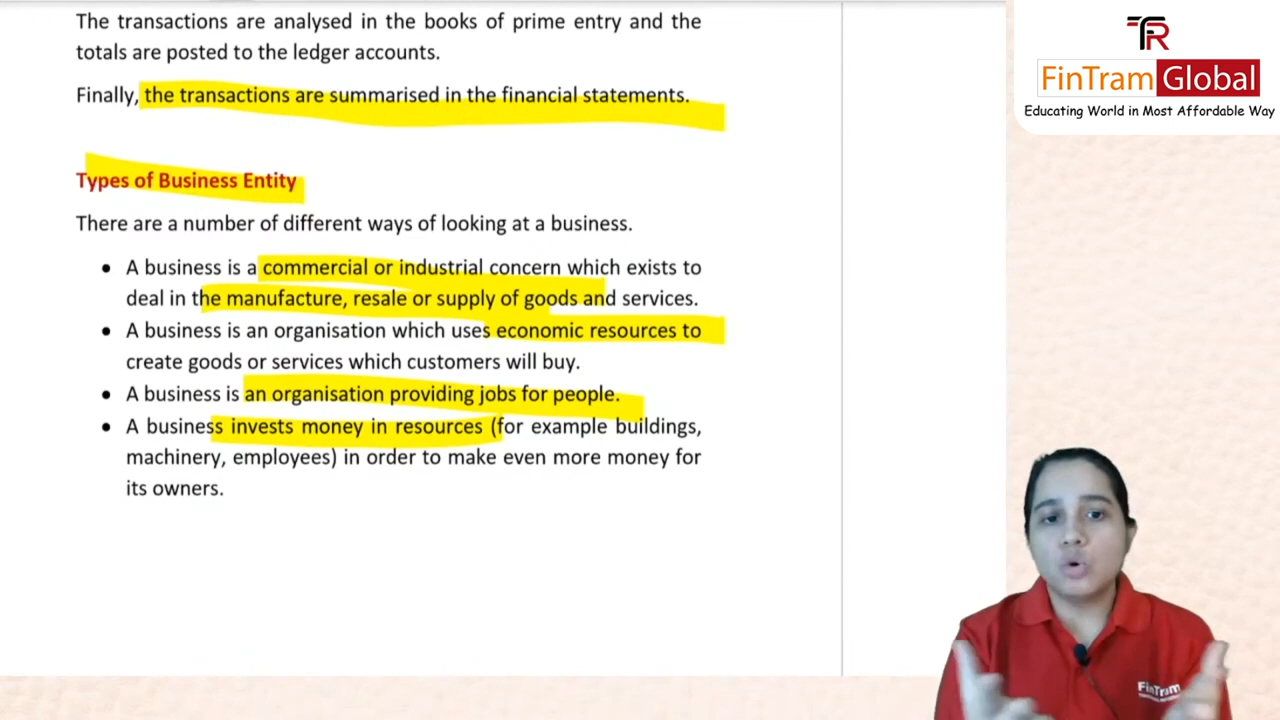 The transactions are analysed in the books of prime entry and the
totals are posted to the ledger accounts.
Finally, the transactions are summarised in the financial statements.
Types of Business Entity
There are a number of different ways of looking at a business.
• A business is a commercial or industrial concern which exists to
deal in the manufacture, resale or supply of goods and services.
• A business is an organisation which uses economic resources to
create goods or services which customers will buy.
• A business is an organisation providing jobs for people.
• A business invests money in resources (for example buildings,
machinery, employees) in order to make even more money for
its owners.
TR
FinTram Global
Educating World in Most Affordable Way
FinTram